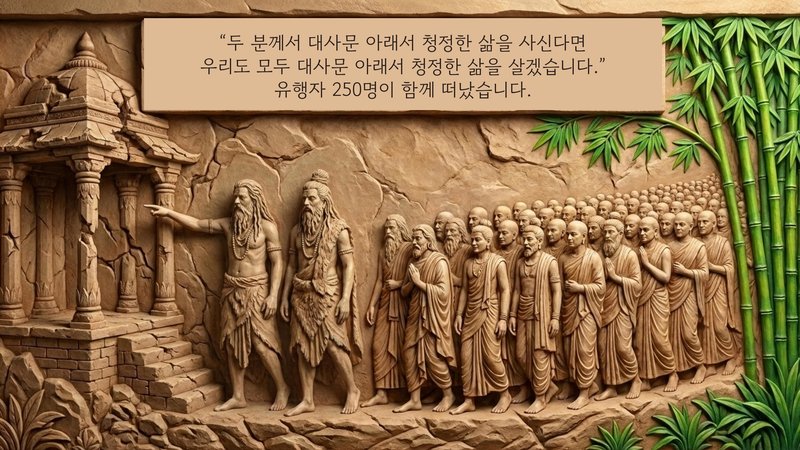 “두 분께서 대사문 아래서 청정한 삶을 사신다면
우리도 모두 대사문 아래서 청정한 삶을 살겠습니다.”
유행자 250명이 함께 떠났습니다.